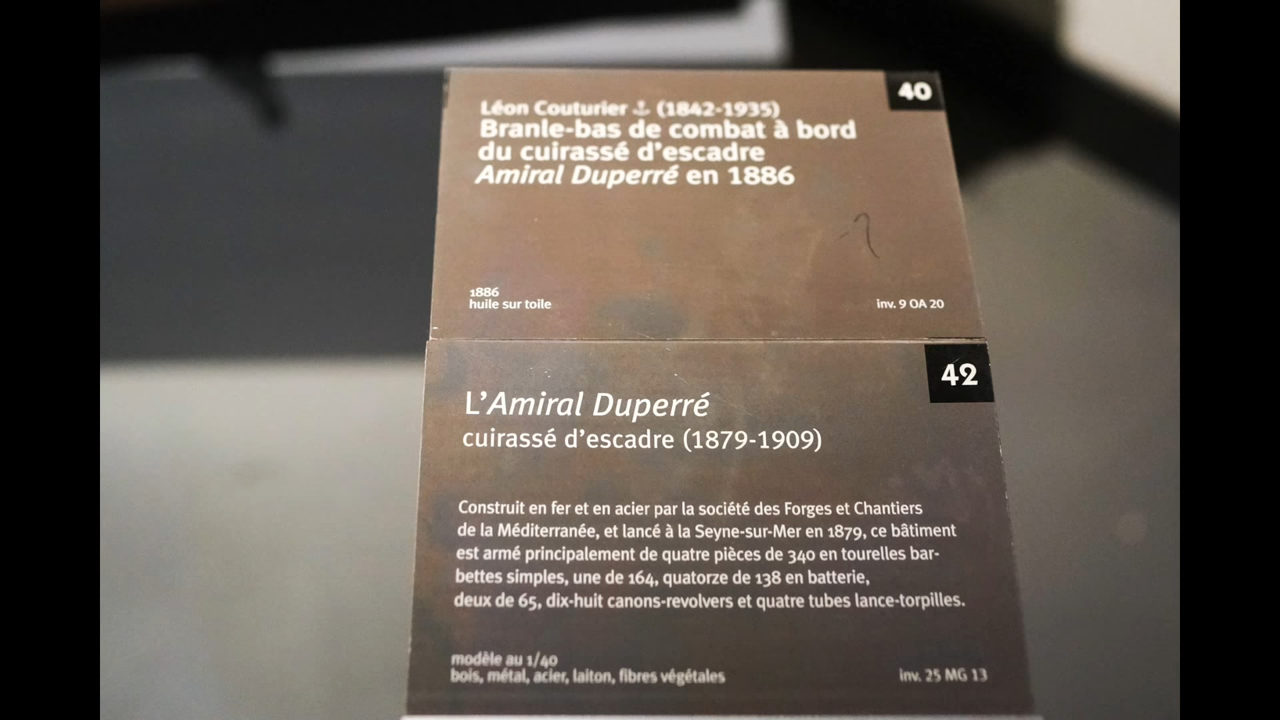 40
Léon Couturier ⚓ (1842-1935)
Branle-bas de combat à bord
du cuirassé d'escadre
Amiral Duperré en 1886
1886
huile sur toile
inv. 9 OA 20
42
L'Amiral Duperré
cuirassé d'escadre (1879-1909)
Construit en fer et en acier par la société des Forges et Chantiers
de la Méditerranée, et lancé à la Seyne-sur-Mer en 1879, ce bâtiment
est armé principalement de quatre pièces de 340 en tourelles bar-
bettes simples, une de 164, quatorze de 138 en batterie,
deux de 65, dix-huit canons-revolvers et quatre tubes lance-torpilles.
modèle au 1/40
bois, métal, acier, laiton, fibres végétales
inv. 25 MG 13